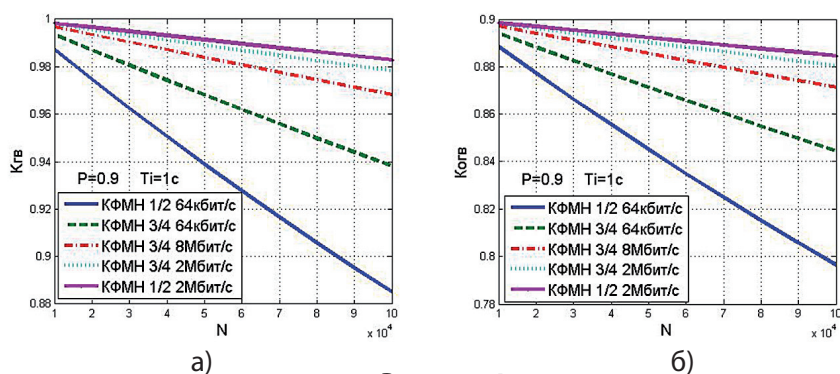 1
0.98
0.96
0.94
0.92
0.9
0.88
Кгв
P=0.9 Ti=1c
КФМН 1/2 64кбит/с
КФМН 3/4 64кбит/с
КФМН 3/4 8Мбит/с
КФМН 3/4 2Мбит/с
КФМН 1/2 2Мбит/с
1 2 3 4 5 6 7 8 9 10
x 10⁴
N
а)
0.9
0.88
0.86
0.84
0.82
0.8
0.78
Когв
P=0.9 Ti=1c
КФМН 1/2 64кбит/с
КФМН 3/4 64кбит/с
КФМН 3/4 8Мбит/с
КФМН 3/4 2Мбит/с
КФМН 1/2 2Мбит/с
1 2 3 4 5 6 7 8 9 10
x 10⁴
N
б)